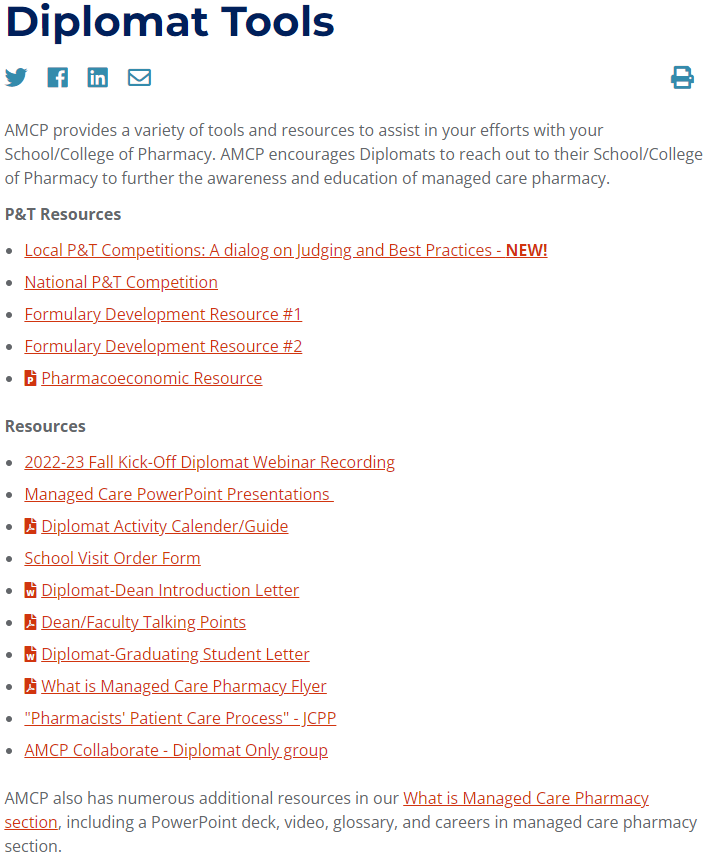 Diplomat Tools
AMCP provides a variety of tools and resources to assist in your efforts with your
School/College of Pharmacy. AMCP encourages Diplomats to reach out to their School/College
of Pharmacy to further the awareness and education of managed care pharmacy.
P&T Resources
Local P&T Competitions: A dialog on Judging and Best Practices - NEW!
National P&T Competition
Formulary Development Resource #1
Formulary Development Resource #2
Pharmacoeconomic Resource
Resources
2022-23 Fall Kick-Off Diplomat Webinar Recording
Managed Care PowerPoint Presentations
Diplomat Activity Calender/Guide
School Visit Order Form
Diplomat-Dean Introduction Letter
Dean/Faculty Talking Points
Diplomat-Graduating Student Letter
What is Managed Care Pharmacy Flyer
"Pharmacists' Patient Care Process" - JCPP
AMCP Collaborate - Diplomat Only group
AMCP also has numerous additional resources in our What is Managed Care Pharmacy
section, including a PowerPoint deck, video, glossary, and careers in managed care pharmacy
section.